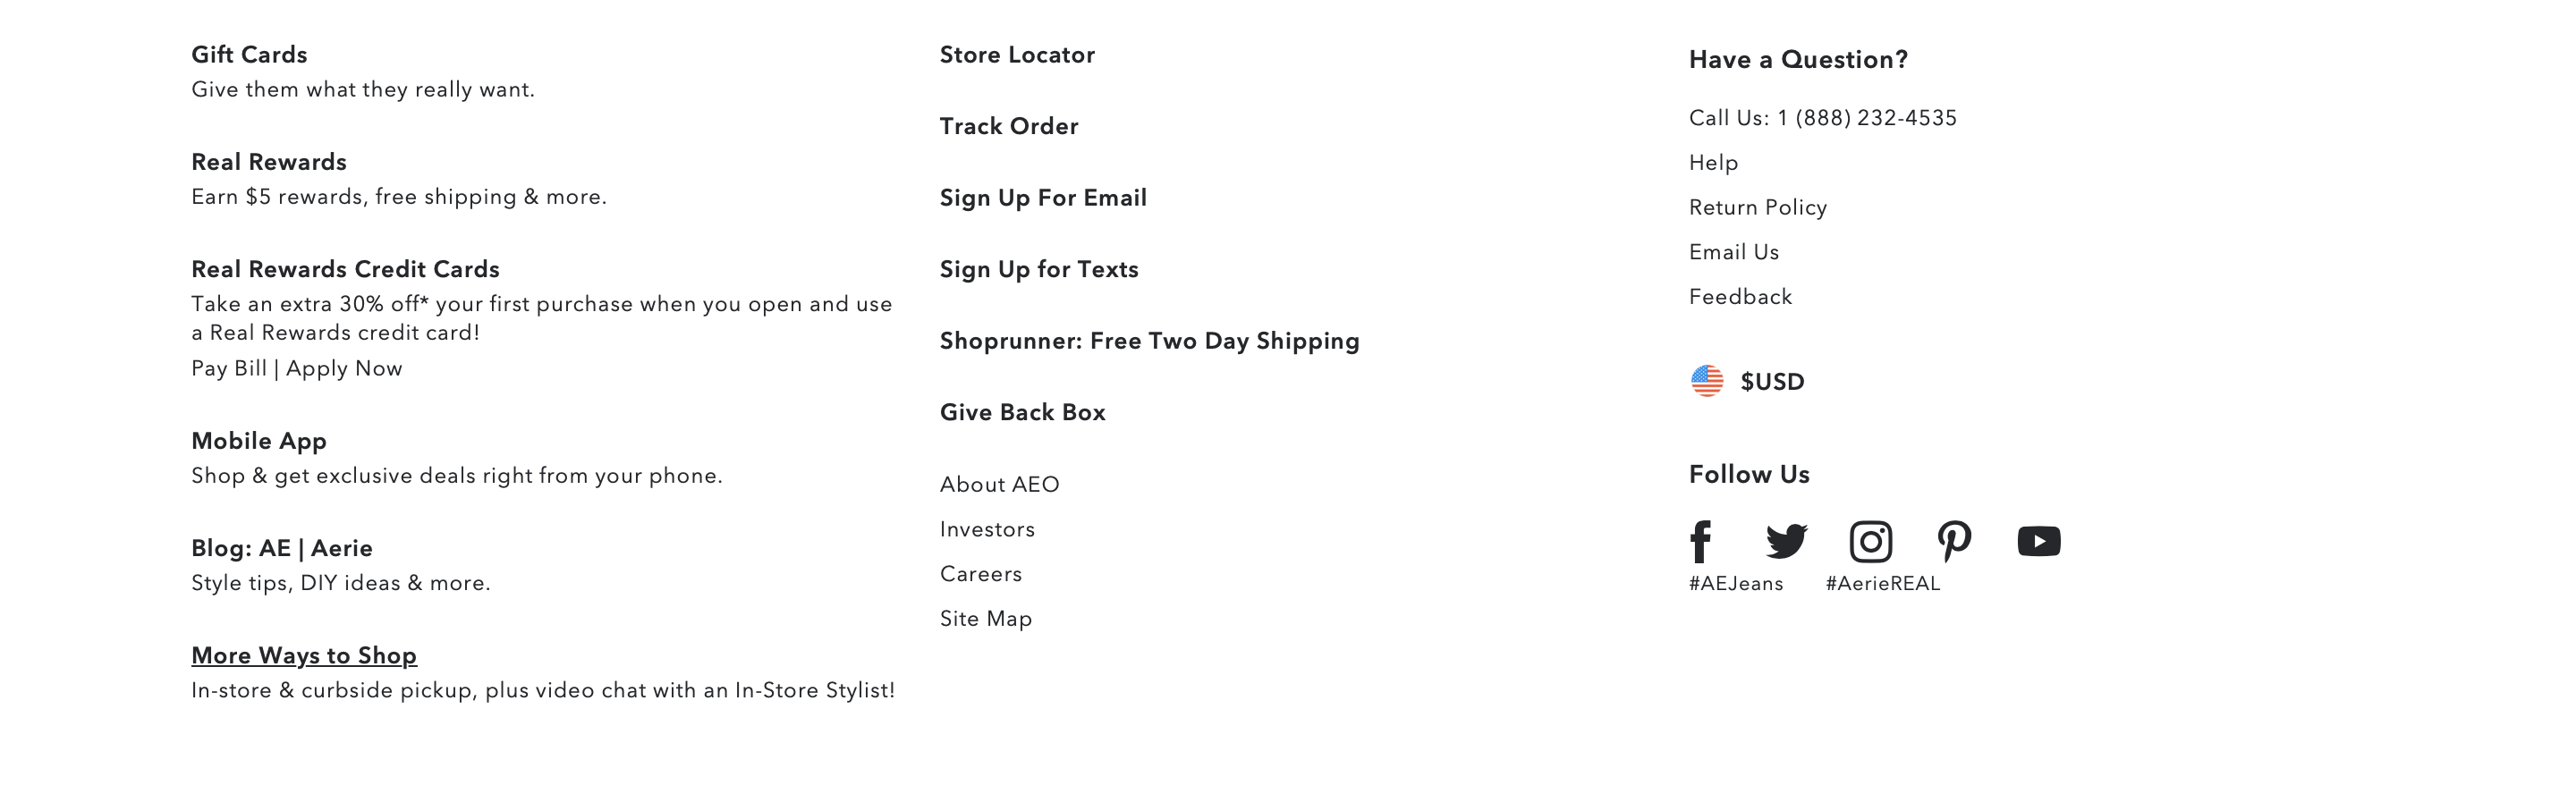 Gift Cards
Give them what they really want.
Real Rewards
Earn $5 rewards, free shipping & more.
Real Rewards Credit Cards
Take an extra 30% off* your first purchase when you open and use
a Real Rewards credit card!
Pay Bill | Apply Now
Mobile App
Shop & get exclusive deals right from your phone.
Blog: AE | Aerie
Style tips, DIY ideas & more.
More Ways to Shop
In-store & curbside pickup, plus video chat with an In-Store Stylist!
Store Locator
Track Order
Sign Up For Email
Sign Up for Texts
Shoprunner: Free Two Day Shipping
Give Back Box
About AEO
Investors
Careers
Site Map
Have a Question?
Call Us: 1 (888) 232-4535
Help
Return Policy
Email Us
Feedback
$USD
Follow Us
#AEJeans #AerieREAL